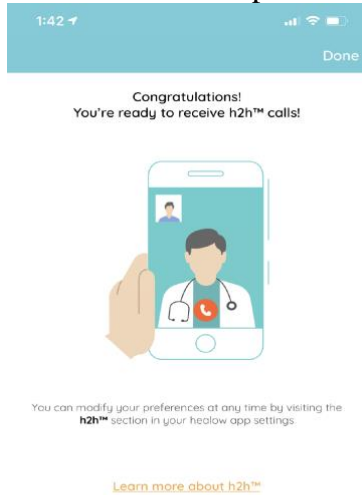 1:42
Done
Congratulations!
You're ready to receive h2h™ calls!
You can modify your preferences at any time by visiting the
h2h™ section in your healow app settings
Learn more about h2h™